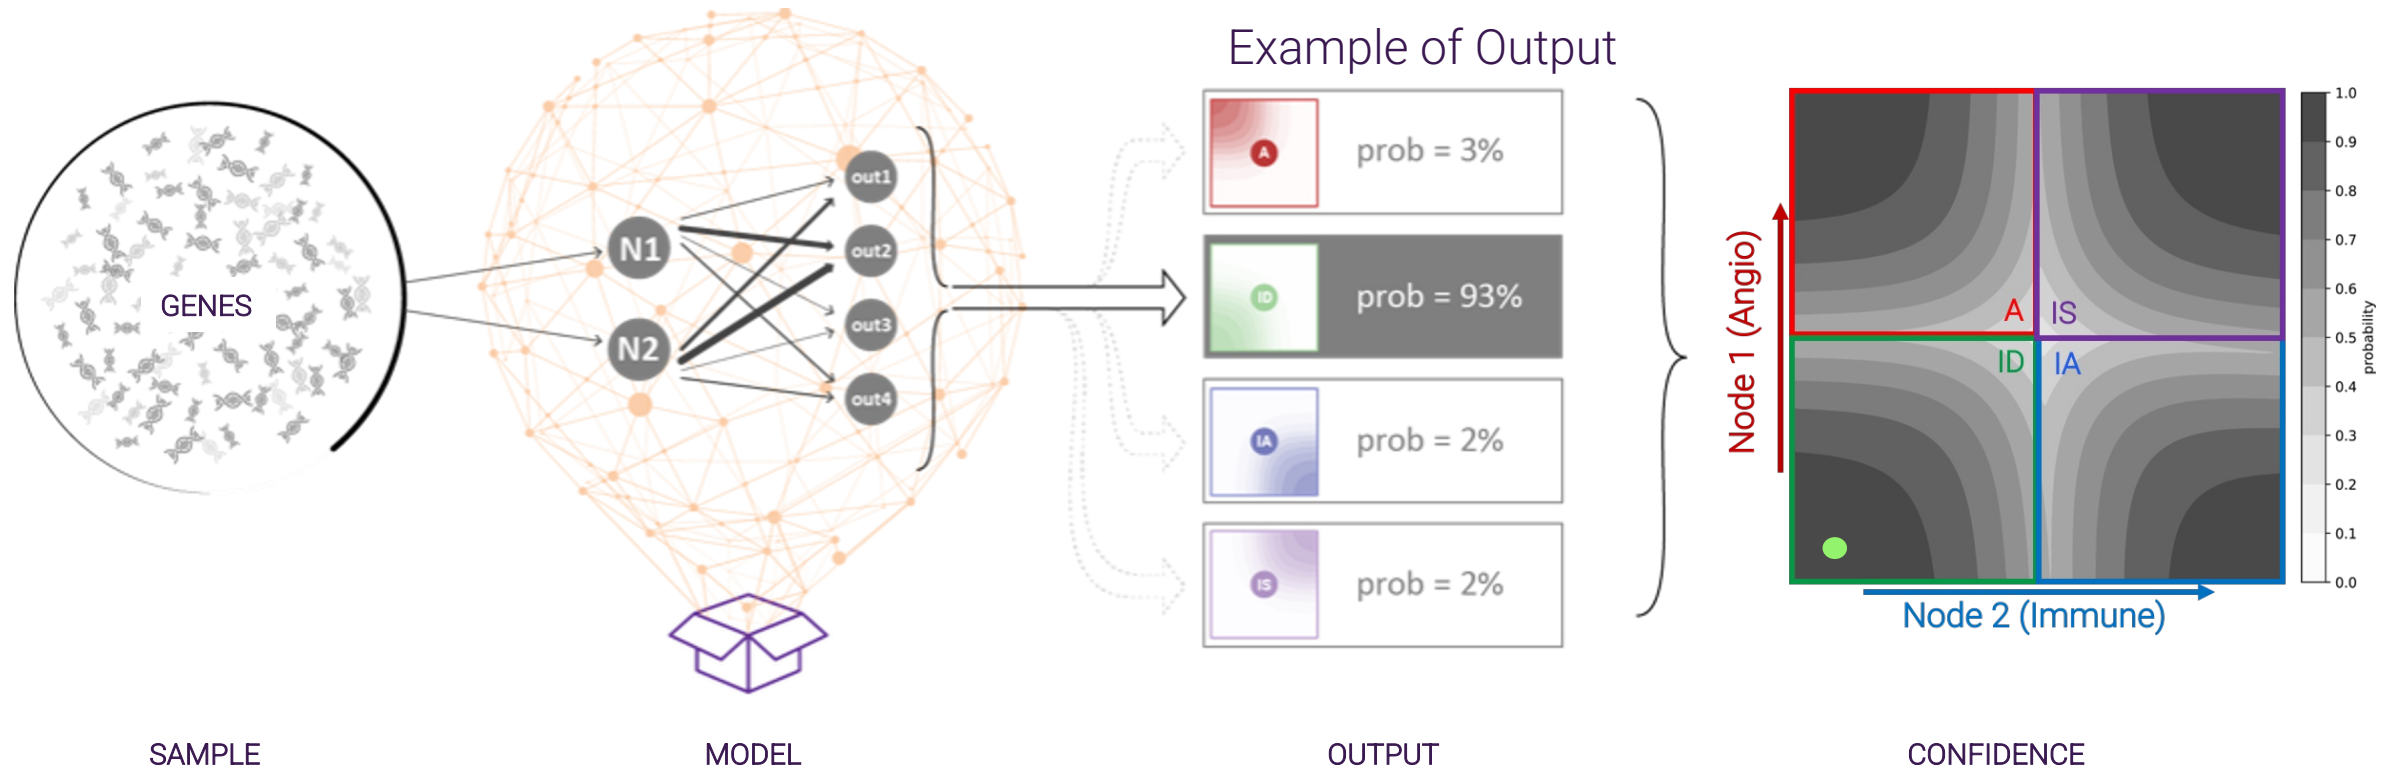 Example of Output
GENES
N1
N2
out1
out2
out3
out4
A
prob = 3%
ID
prob = 93%
IA
prob = 2%
IS
prob = 2%
Node 1 (Angio)
A
IS
ID
IA
Node 2 (Immune)
1.0
0.9
0.8
0.7
0.6
0.5
0.4
0.3
0.2
0.1
0.0
probability
SAMPLE
MODEL
OUTPUT
CONFIDENCE